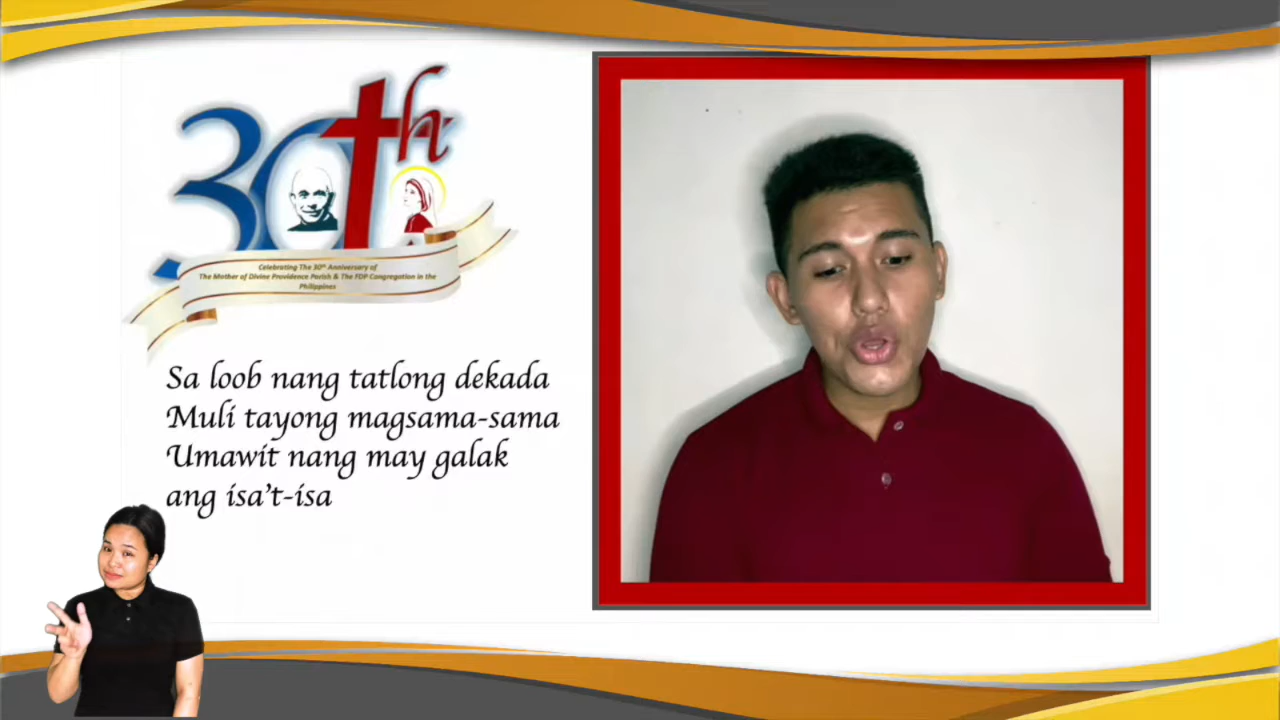 30th
Celebrating The 30th Anniversary of
The Mother of Divine Providence Parish & The FDP Congregation in the
Philippines
Sa loob nang tatlong dekada
Muli tayong magsama-sama
Umawit nang may galak
ang isa't-isa